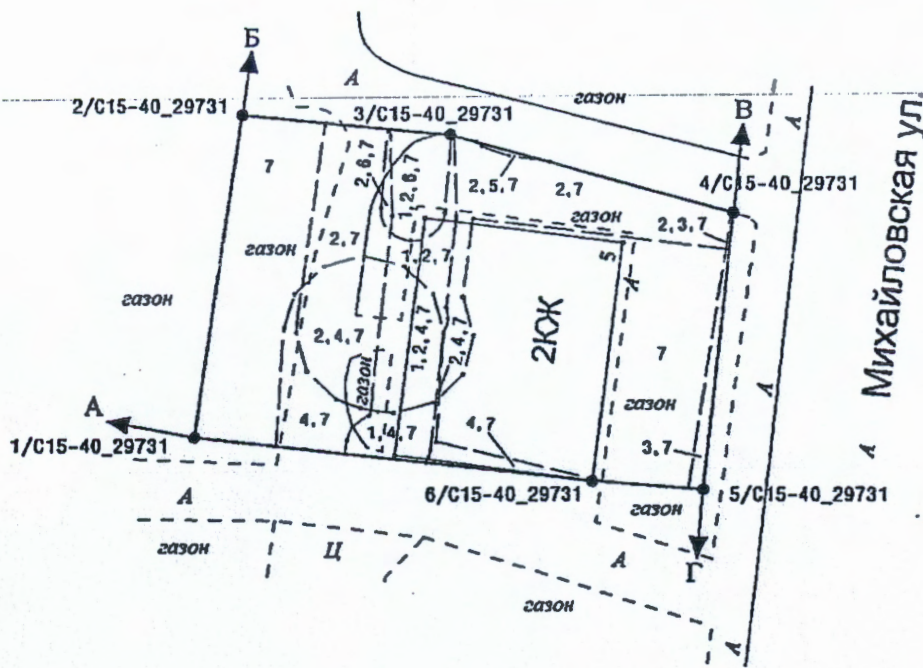 Б
А
газон
В
А
2/С15-40_29731
3/С15-40_29731
4/С15-40_29731
7
2,6,7
1,2,6,7
2,5,7
2,7
газон
2,3,7
газон
2,7
1,2,7
5
А
газон
2,4,7
1,2,4,7
2,4,7
2КЖ
7
А
Михайловская ул.
газон
А
газон
4,7
1,4,7
4,7
3,7
А
1/С15-40_29731
6/С15-40_29731
5/С15-40_29731
А
газон
газон
Ц
А
Г
газон
А